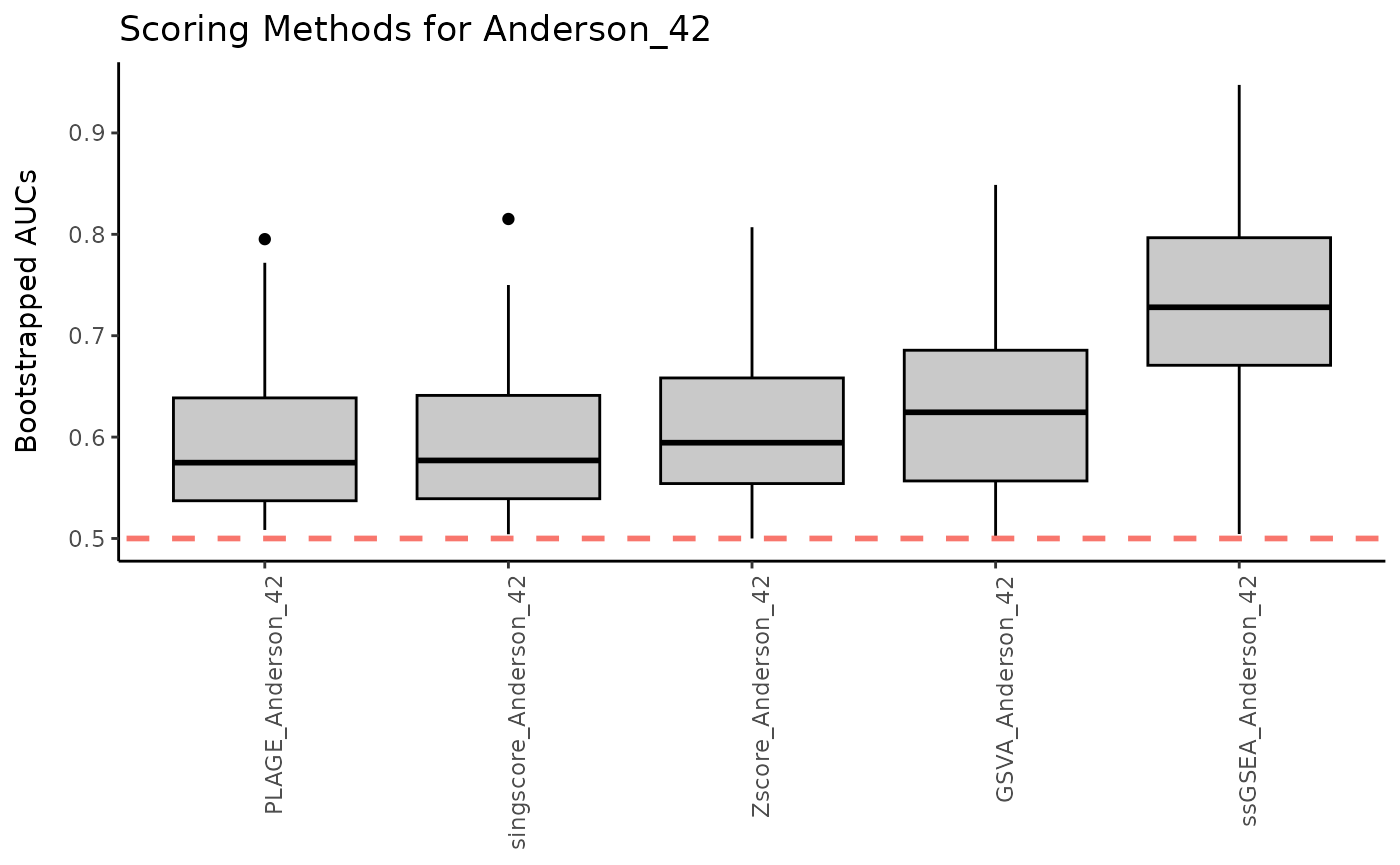 Scoring Methods for Anderson_42
Bootstrapped AUCs
0.9
0.8
0.7
0.6
0.5
PLAGE_Anderson_42
singscore_Anderson_42
Zscore_Anderson_42
GSVA_Anderson_42
ssGSEA_Anderson_42